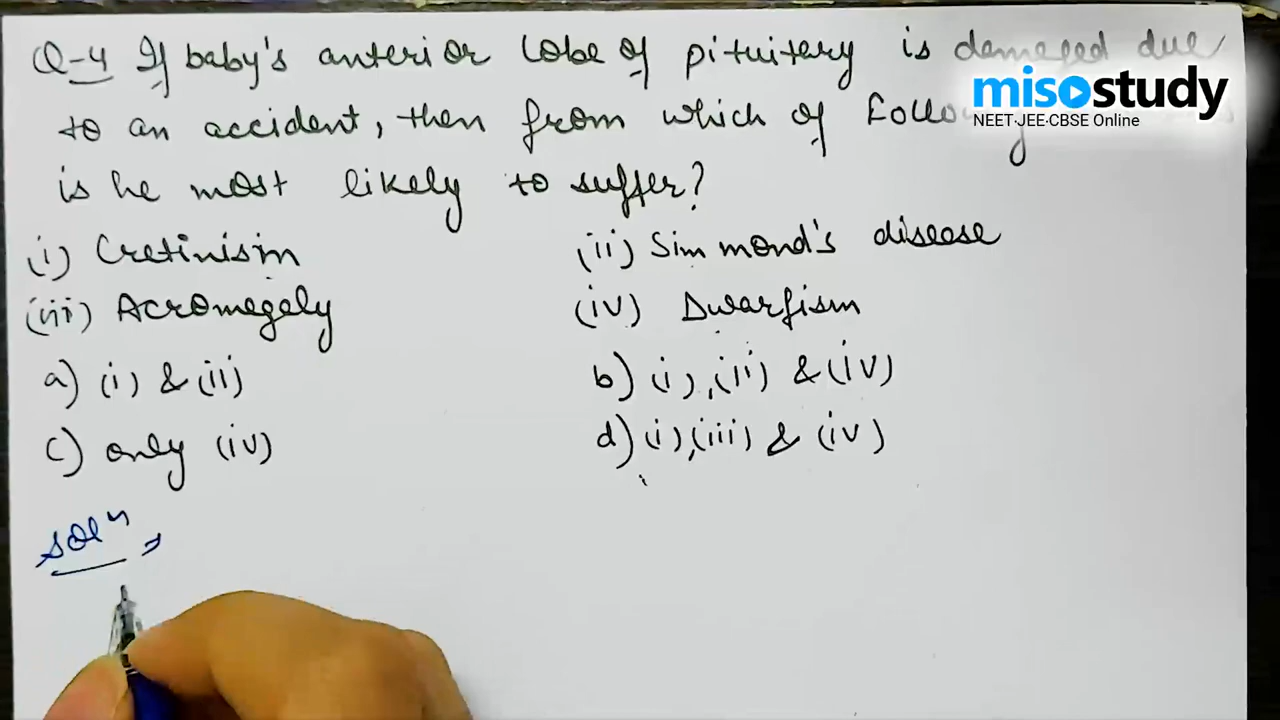 Q-4 If baby's anterior lobe of pituitary is damaged due
misostudy
NEET·JEE·CBSE Online
to an accident, then from which of
is he most likely to suffer?
(i) Cretinism (ii) Simmond's disease
(iii) Acromegaly (iv) Dwarfism
a) (i) & (ii) b) (i), (ii) & (iv)
c) only (iv) d) (i), (iii) & (iv)
Solⁿ